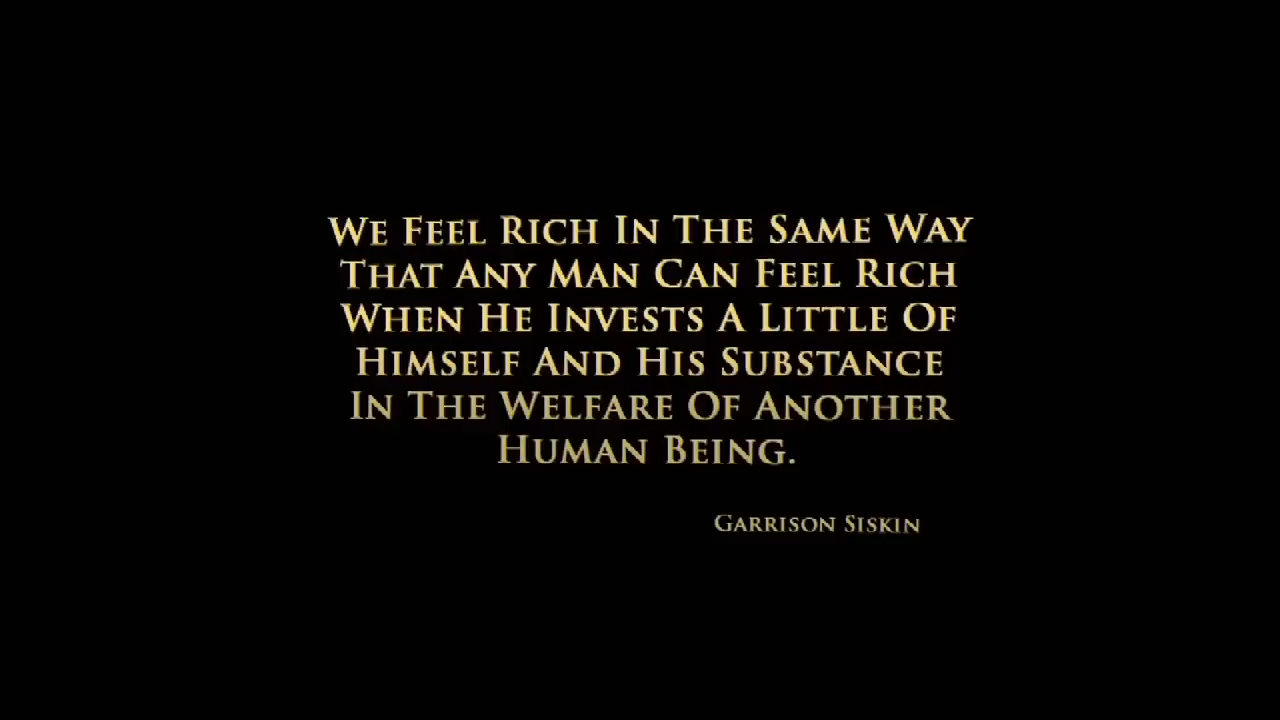 We Feel Rich In The Same Way
That Any Man Can Feel Rich
When He Invests A Little Of
Himself And His Substance
In The Welfare Of Another
Human Being.
Garrison Siskin